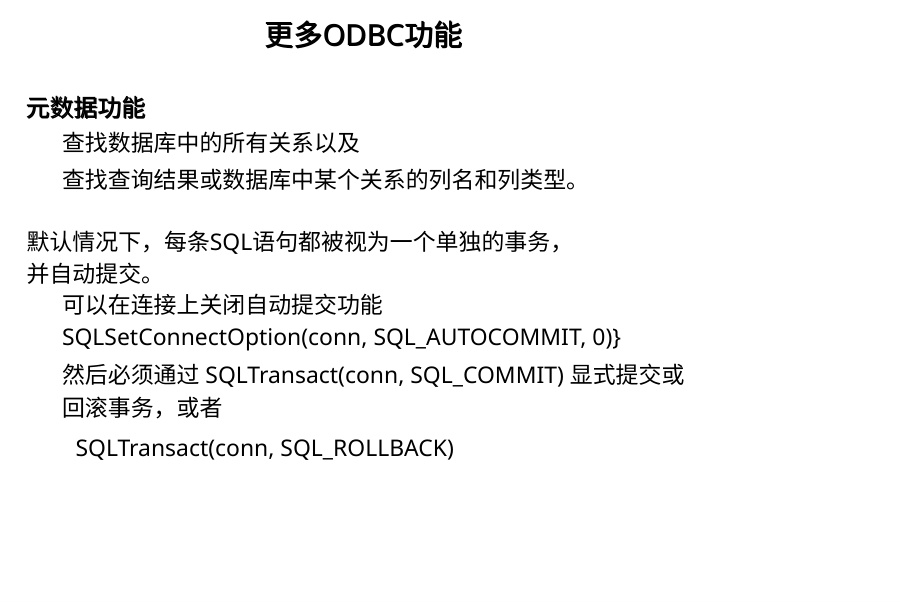 更多ODBC功能
元数据功能
查找数据库中的所有关系以及
查找查询结果或数据库中某个关系的列名和列类型。
默认情况下，每条SQL语句都被视为一个单独的事务，
并自动提交。
可以在连接上关闭自动提交功能
SQLSetConnectOption(conn, SQL_AUTOCOMMIT, 0)}
然后必须通过 SQLTransact(conn, SQL_COMMIT) 显式提交或
回滚事务，或者
SQLTransact(conn, SQL_ROLLBACK)